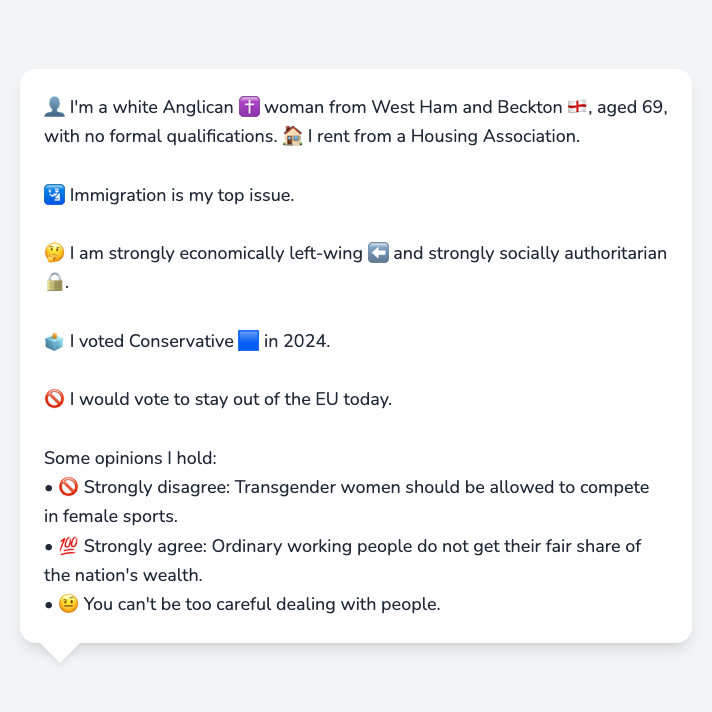 👤 I'm a white Anglican ✝️ woman from West Ham and Beckton 🏴󠁧󠁢󠁥󠁮󠁧󠁿, aged 69,
with no formal qualifications. 🏠 I rent from a Housing Association.
🛂 Immigration is my top issue.
🤔 I am strongly economically left-wing ⬅️ and strongly socially authoritarian
🔒.
🗳️ I voted Conservative 🟦 in 2024.
🚫 I would vote to stay out of the EU today.
Some opinions I hold:
• 🚫 Strongly disagree: Transgender women should be allowed to compete
in female sports.
• 💯 Strongly agree: Ordinary working people do not get their fair share of
the nation's wealth.
• 🤨 You can't be too careful dealing with people.